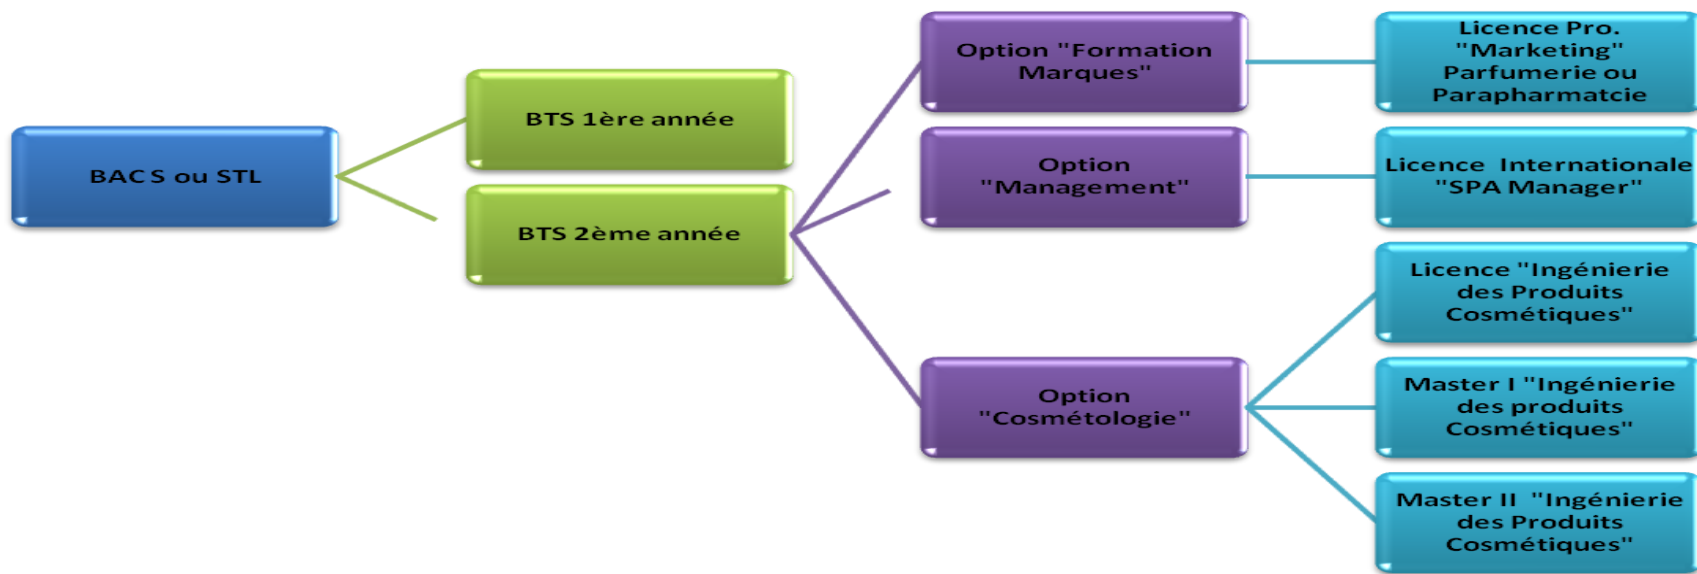 BAC S ou STL
BTS 1ère année
BTS 2ème année
Option "Formation
Marques"
Option
"Management"
Option
"Cosmétologie"
Licence Pro.
"Marketing"
Parfumerie ou
Parapharmatcie
Licence  Internationale
"SPA Manager"
Licence "Ingénierie
des Produits
Cosmétiques"
Master I "Ingénierie
des produits
Cosmétiques"
Master II  "Ingénierie
des Produits
Cosmétiques"